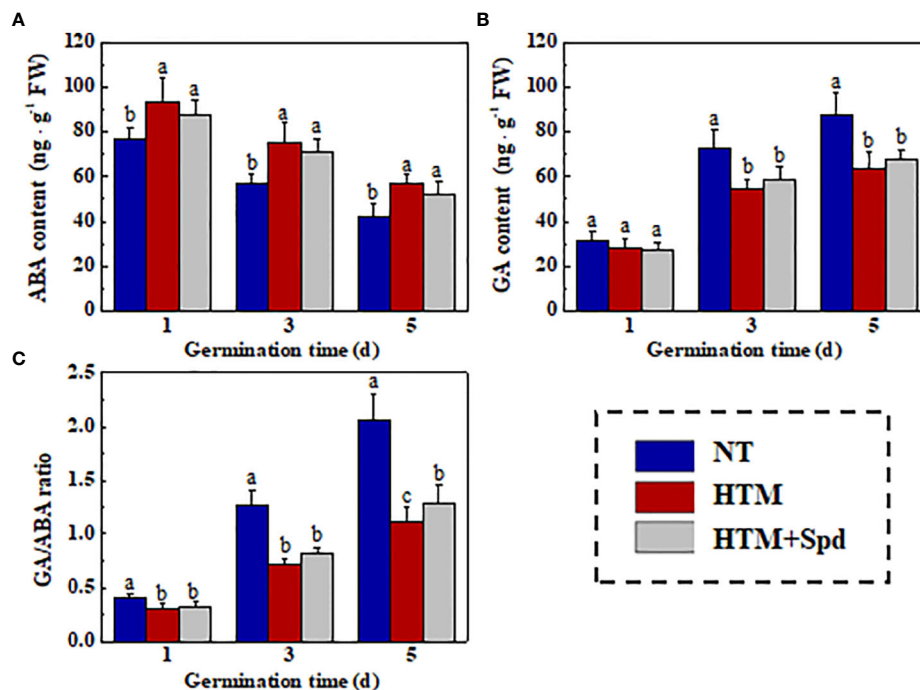 A
ABA content (ng · g⁻¹ FW)
120
100
80
60
40
20
0
b a a
b a a
b a a
1 3 5
Germination time (d)
B
GA content (ng · g⁻¹ FW)
120
100
80
60
40
20
0
a a a
a b b
a b b
1 3 5
Germination time (d)
C
GA/ABA ratio
2.5
2.0
1.5
1.0
0.5
0.0
a b b
a b b
a c b
1 3 5
Germination time (d)
NT
HTM
HTM+Spd